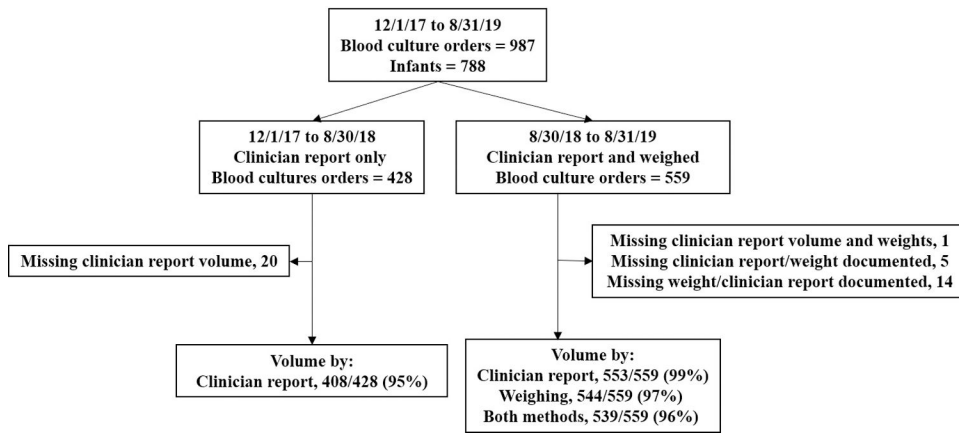 12/1/17 to 8/31/19
Blood culture orders = 987
Infants = 788
12/1/17 to 8/30/18
Clinician report only
Blood cultures orders = 428
8/30/18 to 8/31/19
Clinician report and weighed
Blood culture orders = 559
Missing clinician report volume, 20
Missing clinician report volume and weights, 1
Missing clinician report/weight documented, 5
Missing weight/clinician report documented, 14
Volume by:
Clinician report, 408/428 (95%)
Volume by:
Clinician report, 553/559 (99%)
Weighing, 544/559 (97%)
Both methods, 539/559 (96%)